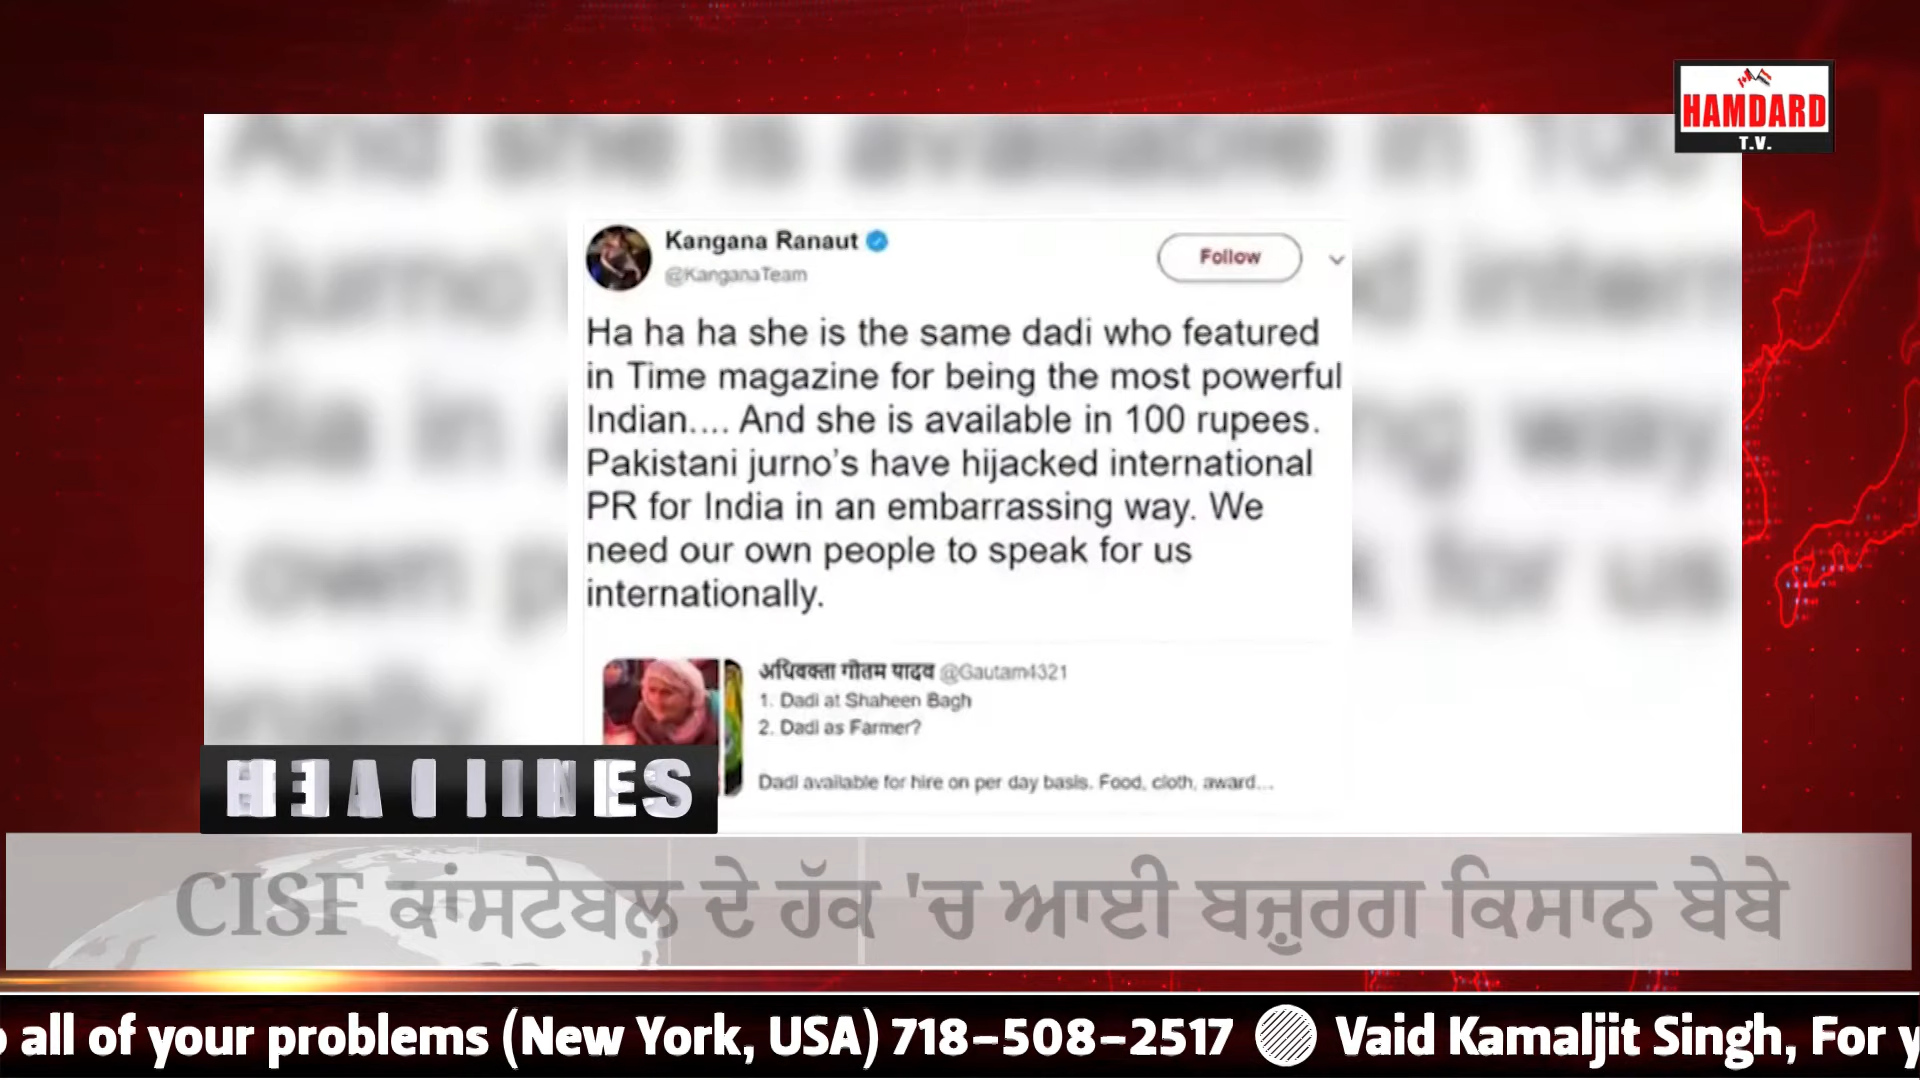 HAMDARD
T.V.
Kangana Ranaut
@KanganaTeam
Follow
Ha ha ha she is the same dadi who featured
in Time magazine for being the most powerful
Indian.... And she is available in 100 rupees.
Pakistani jurno's have hijacked international
PR for India in an embarrassing way. We
need our own people to speak for us
internationally.
अधिवक्ता गौतम यादव @Gautam4321
1. Dadi at Shaheen Bagh
2. Dadi as Farmer?
Dadi available for hire on per day basis. Food, cloth, award...
HEADLINES
CISF ਕਾਂਸਟੇਬਲ ਦੇ ਹੱਕ 'ਚ ਆਈ ਬਜ਼ੁਰਗ ਕਿਸਾਨ ਬੇਬੇ
all of your problems (New York, USA) 718-508-2517 Vaid Kamaljit Singh, For